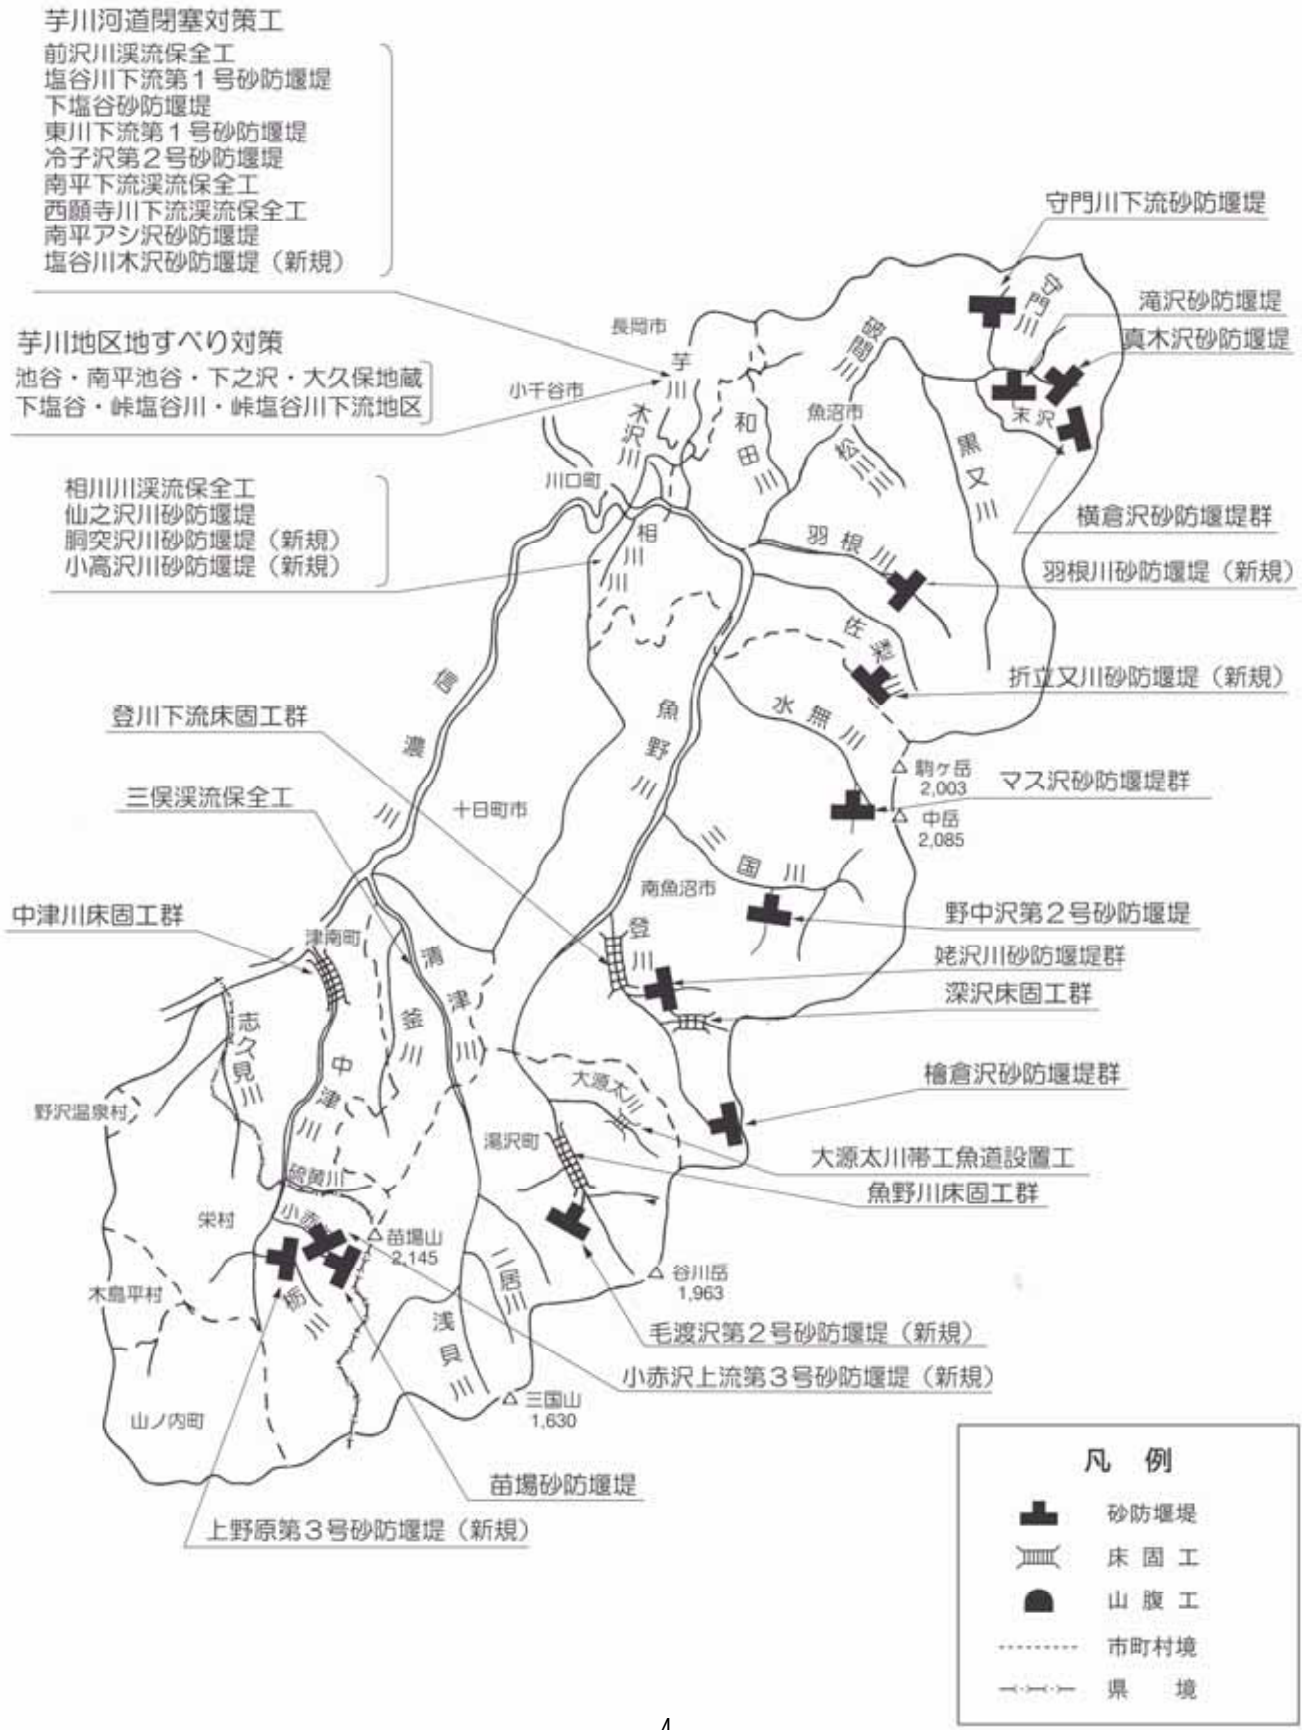 芋川河道閉塞対策工
前沢川渓流保全工
塩谷川下流第1号砂防堰堤
下塩谷砂防堰堤
東川下流第1号砂防堰堤
冷子沢第2号砂防堰堤
南平下流渓流保全工
西願寺川下流渓流保全工
南平アシ沢砂防堰堤
塩谷川木沢砂防堰堤（新規）
芋川地区地すべり対策
池谷・南平池谷・下之沢・大久保地蔵
下塩谷・峠塩谷川・峠塩谷川下流地区
相川川渓流保全工
仙之沢川砂防堰堤
胴突沢川砂防堰堤（新規）
小高沢川砂防堰堤（新規）
守門川下流砂防堰堤
滝沢砂防堰堤
真木沢砂防堰堤
横倉沢砂防堰堤群
羽根川砂防堰堤（新規）
折立又川砂防堰堤（新規）
マス沢砂防堰堤群
野中沢第2号砂防堰堤
姥沢川砂防堰堤群
深沢床固工群
檜倉沢砂防堰堤群
大源太川帯工魚道設置工
魚野川床固工群
毛渡沢第2号砂防堰堤（新規）
小赤沢上流第3号砂防堰堤（新規）
苗場砂防堰堤
上野原第3号砂防堰堤（新規）
登川下流床固工群
三俣渓流保全工
中津川床固工群
長岡市
小千谷市
川口町
魚沼市
十日町市
南魚沼市
津南町
湯沢町
野沢温泉村
栄村
木島平村
山ノ内町
芋川
木沢川
和田川
破間川
守門川
末沢
松川
黒又川
羽根川
相川川
佐梨川
水無川
魚野川
信濃川
三国川
登川
清津川
釜川
中津川
志久見川
大源太川
硫黄川
小赤
栃川
二居川
浅貝川
駒ヶ岳
2,003
中岳
2,085
苗場山
2,145
谷川岳
1,963
三国山
1,630
凡 例
砂防堰堤
床 固 工
山 腹 工
市町村境
県 境
4